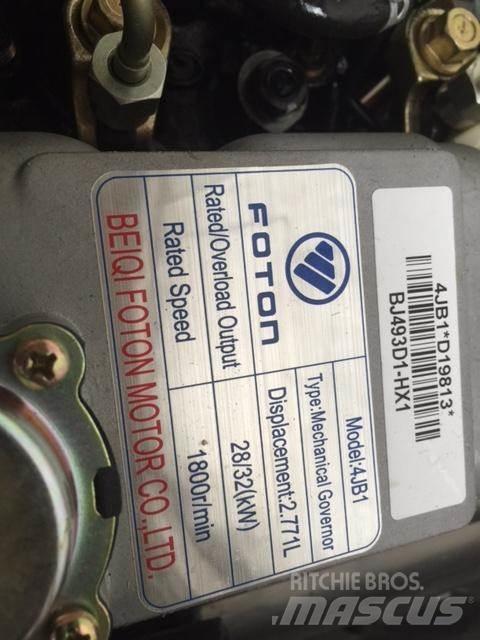 4JB1*D19813*
BJ493D1-HX1
FOTON
Model:4JB1
Type:Mechanical Governor
Displacement:2.771L
Rated/Overload Output 28/32(kW)
Rated Speed *1800r/min
BEIQI FOTON MOTOR CO.,LTD.
RITCHIE BROS.
MASCUS